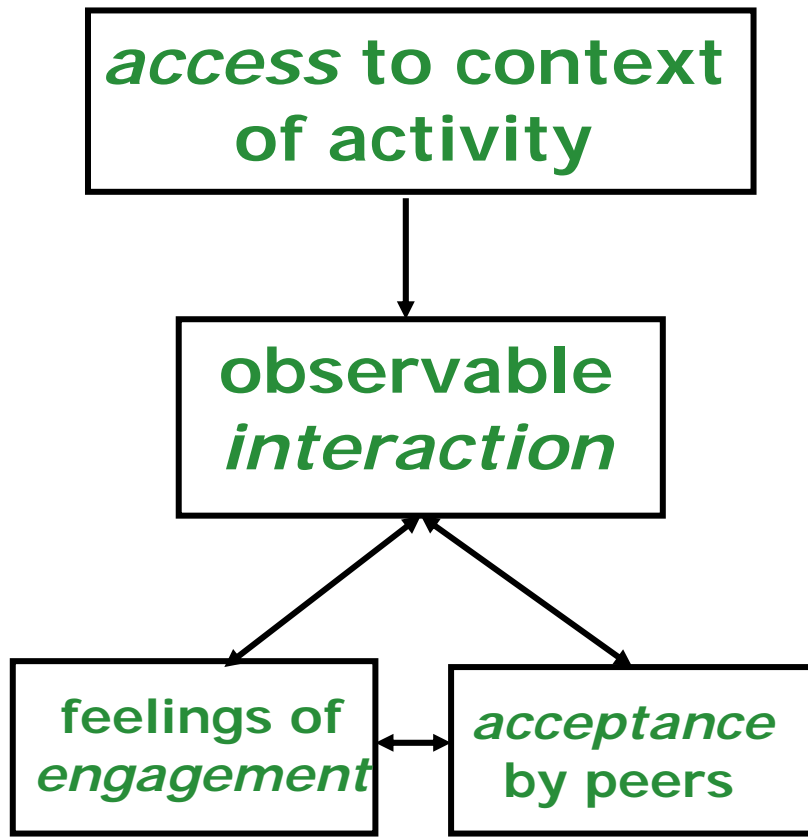 access to context
of activity
observable
interaction
feelings of
engagement
acceptance
by peers